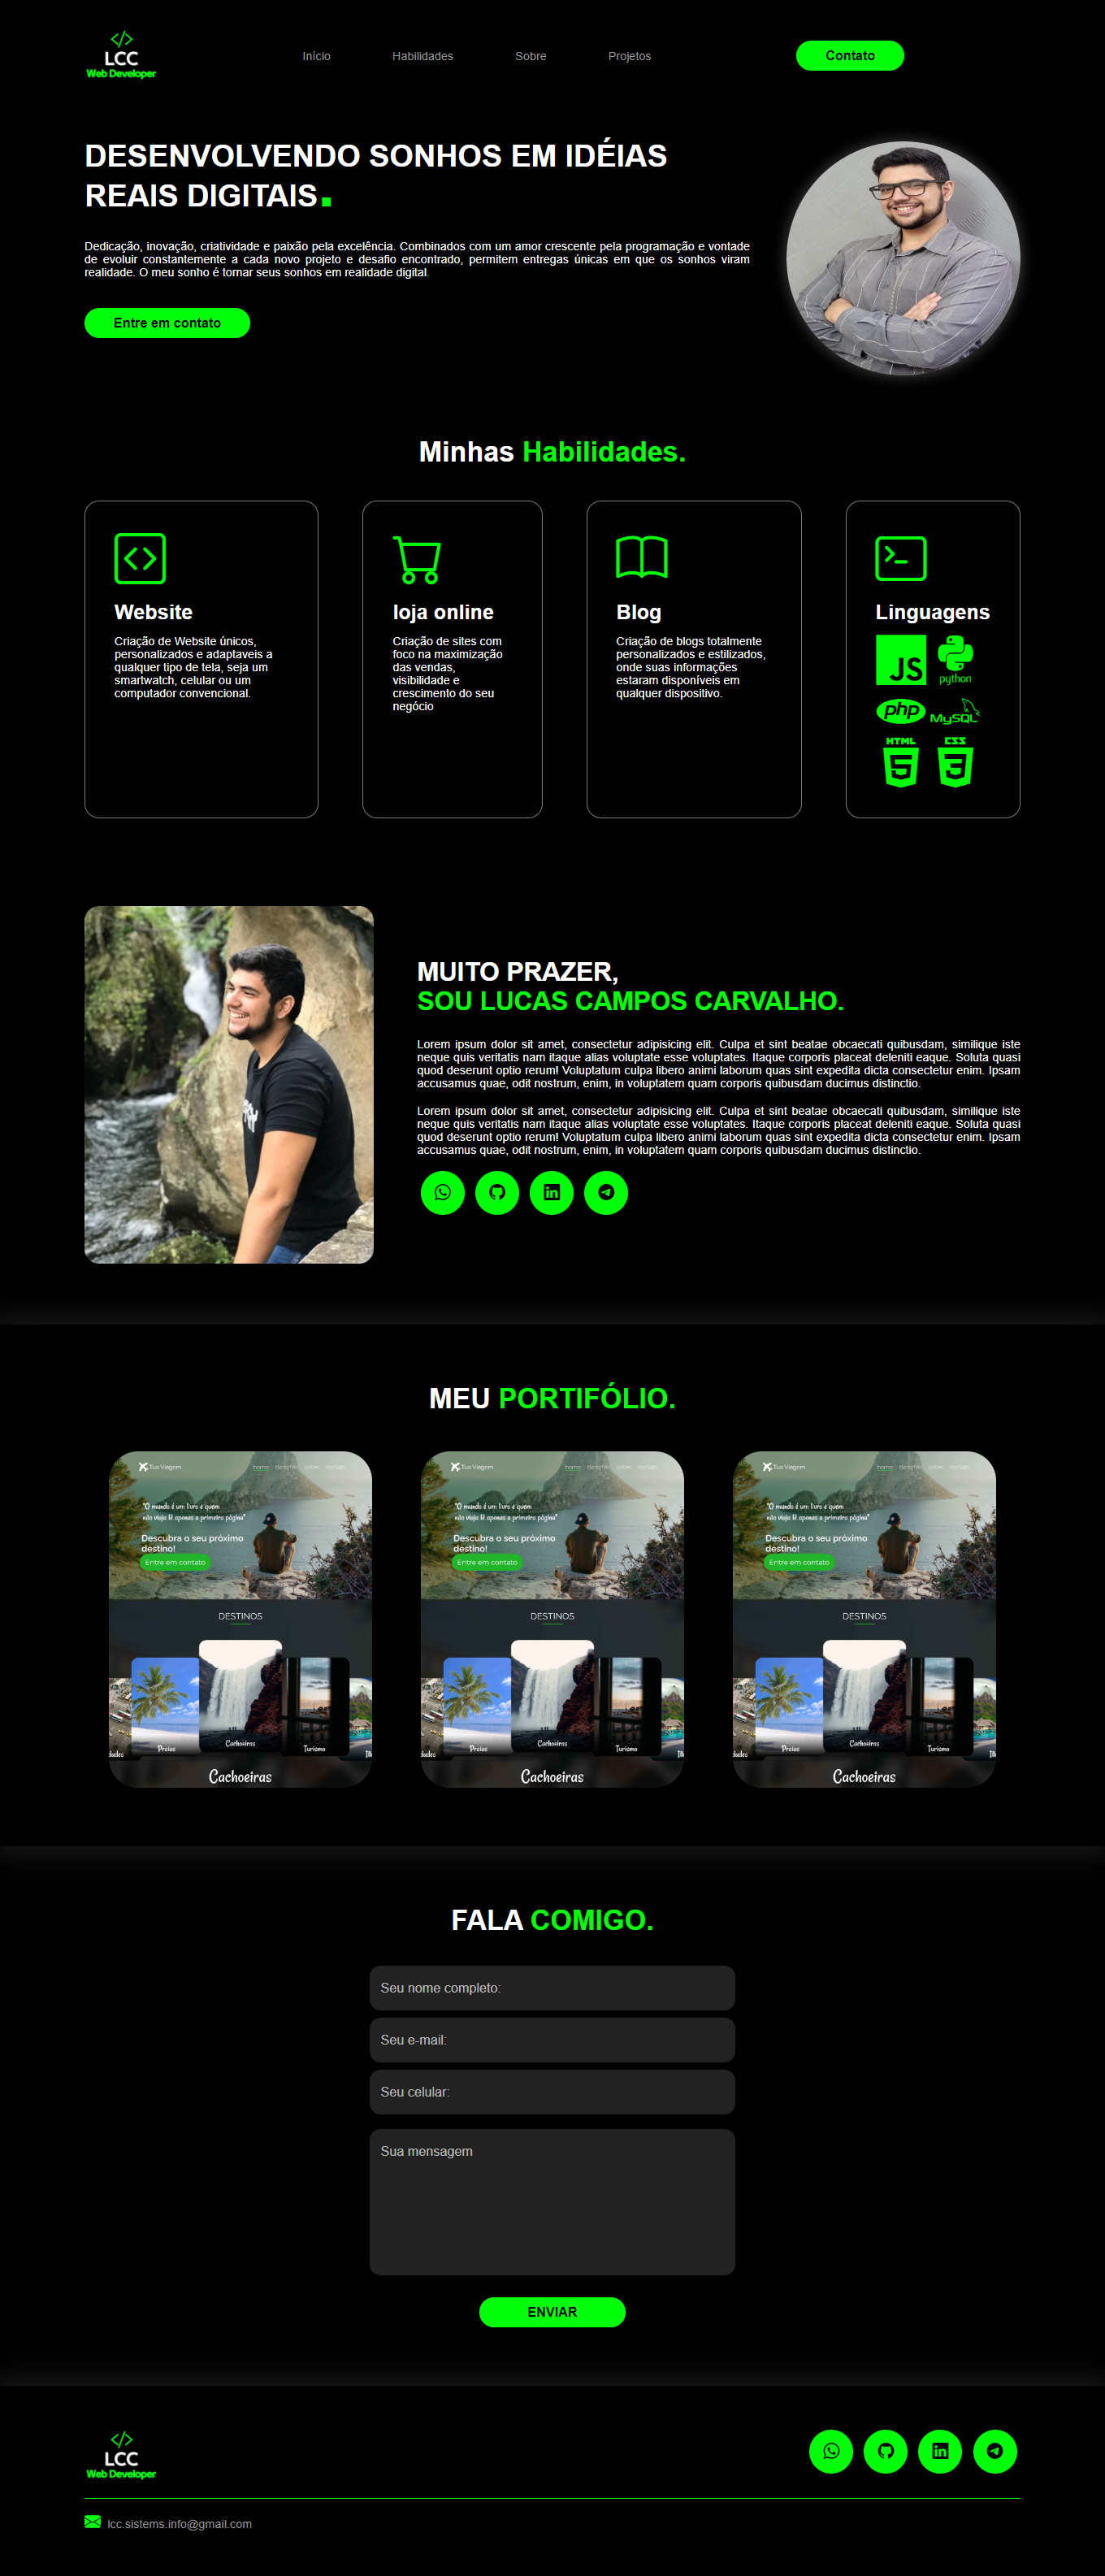 LCC
Web Developer
Início
Habilidades
Sobre
Projetos
Contato
DESENVOLVENDO SONHOS EM IDÉIAS
REAIS DIGITAIS.
Dedicação, inovação, criatividade e paixão pela excelência. Combinados com um amor crescente pela programação e vontade
de evoluir constantemente a cada novo projeto e desafio encontrado, permitem entregas únicas em que os sonhos viram
realidade. O meu sonho é tornar seus sonhos em realidade digital.
Entre em contato
Minhas Habilidades.
Website
Criação de Website únicos,
personalizados e adaptaveis a
qualquer tipo de tela, seja um
smartwatch, celular ou um
computador convencional.
loja online
Criação de sites com
foco na maximização
das vendas,
visibilidade e
crescimento do seu
negócio
Blog
Criação de blogs totalmente
personalizados e estilizados,
onde suas informações
estaram disponíveis em
qualquer dispositivo.
Linguagens
JS
python
php
MySQL
HTML
5
CSS
3
MUITO PRAZER,
SOU LUCAS CAMPOS CARVALHO.
Lorem ipsum dolor sit amet, consectetur adipisicing elit. Culpa et sint beatae obcaecati quibusdam, similique iste
neque quis veritatis nam itaque alias voluptate esse voluptates. Itaque corporis placeat deleniti eaque. Soluta quasi
quod deserunt optio rerum! Voluptatum culpa libero animi laborum quas sint expedita dicta consectetur enim. Ipsam
accusamus quae, odit nostrum, enim, in voluptatem quam corporis quibusdam ducimus distinctio.
Lorem ipsum dolor sit amet, consectetur adipisicing elit. Culpa et sint beatae obcaecati quibusdam, similique iste
neque quis veritatis nam itaque alias voluptate esse voluptates. Itaque corporis placeat deleniti eaque. Soluta quasi
quod deserunt optio rerum! Voluptatum culpa libero animi laborum quas sint expedita dicta consectetur enim. Ipsam
accusamus quae, odit nostrum, enim, in voluptatem quam corporis quibusdam ducimus distinctio.
MEU PORTIFÓLIO.
Tua Viagem
home destinos sobre contato
"O mundo é um livro e quem
não viaja lê apenas a primeira página"
Descubra o seu próximo
destino!
Entre em contato
DESTINOS
Praias
Cachoeiras
Turismo
Cachoeiras
Tua Viagem
home destinos sobre contato
"O mundo é um livro e quem
não viaja lê apenas a primeira página"
Descubra o seu próximo
destino!
Entre em contato
DESTINOS
Praias
Cachoeiras
Turismo
Cachoeiras
Tua Viagem
home destinos sobre contato
"O mundo é um livro e quem
não viaja lê apenas a primeira página"
Descubra o seu próximo
destino!
Entre em contato
DESTINOS
Praias
Cachoeiras
Turismo
Cachoeiras
FALA COMIGO.
Seu nome completo:
Seu e-mail:
Seu celular:
Sua mensagem
ENVIAR
LCC
Web Developer
lcc.sistems.info@gmail.com